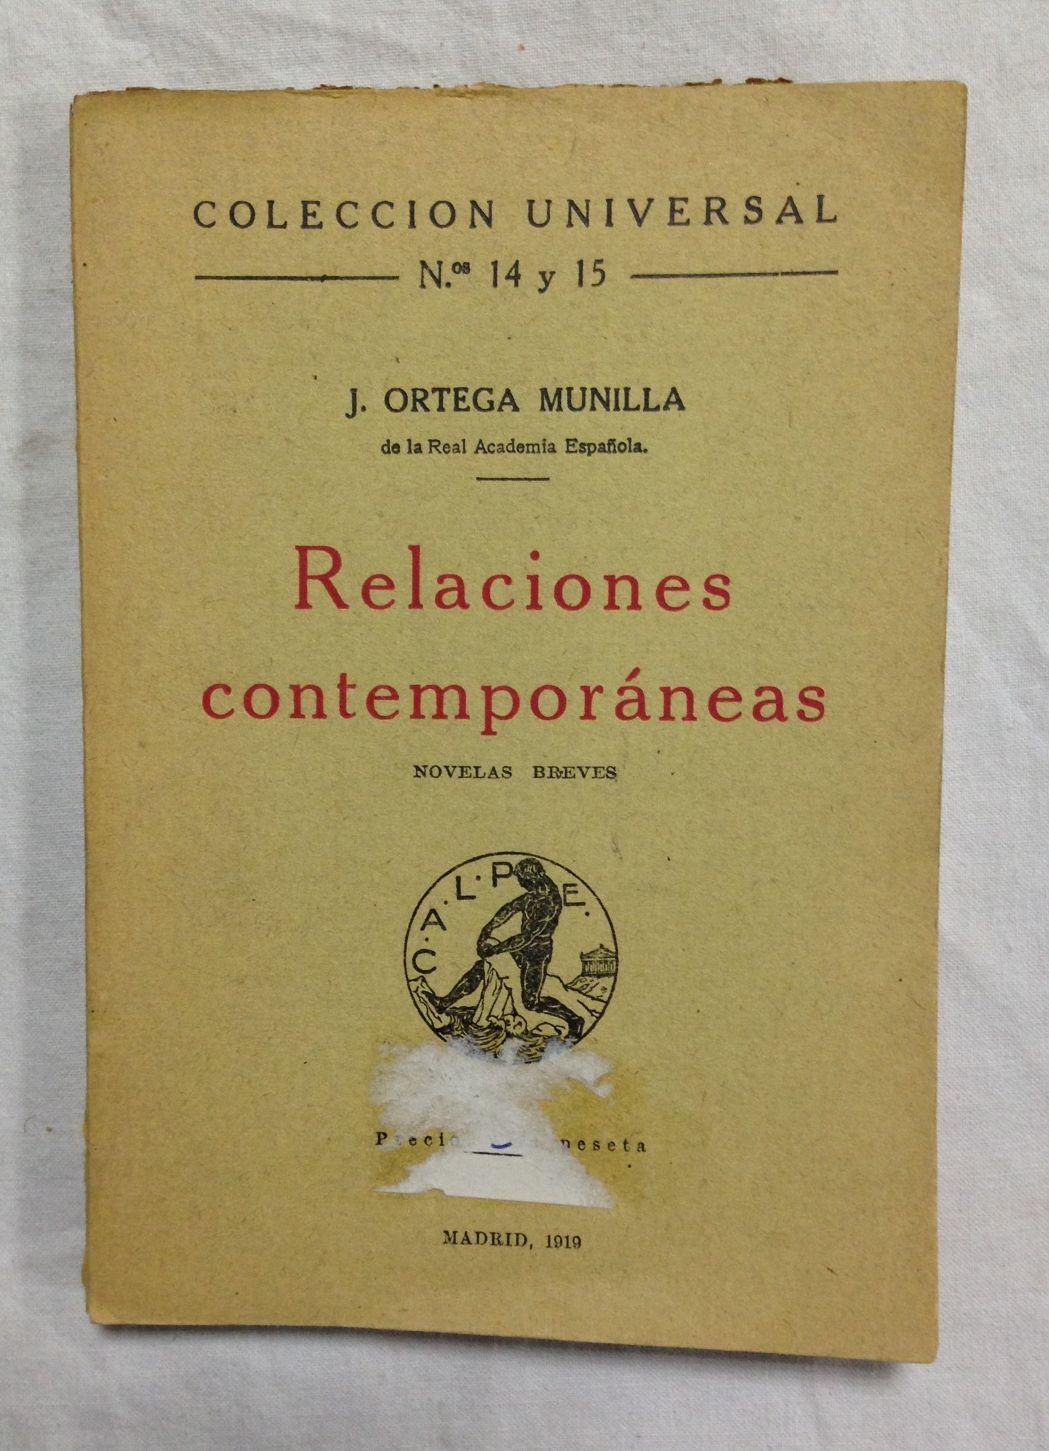 COLECCION UNIVERSAL
N.os 14 y 15
J. ORTEGA MUNILLA
de la Real Academia Española.
Relaciones
contemporáneas
NOVELAS BREVES
C.A.L.P.E.
MADRID, 1919